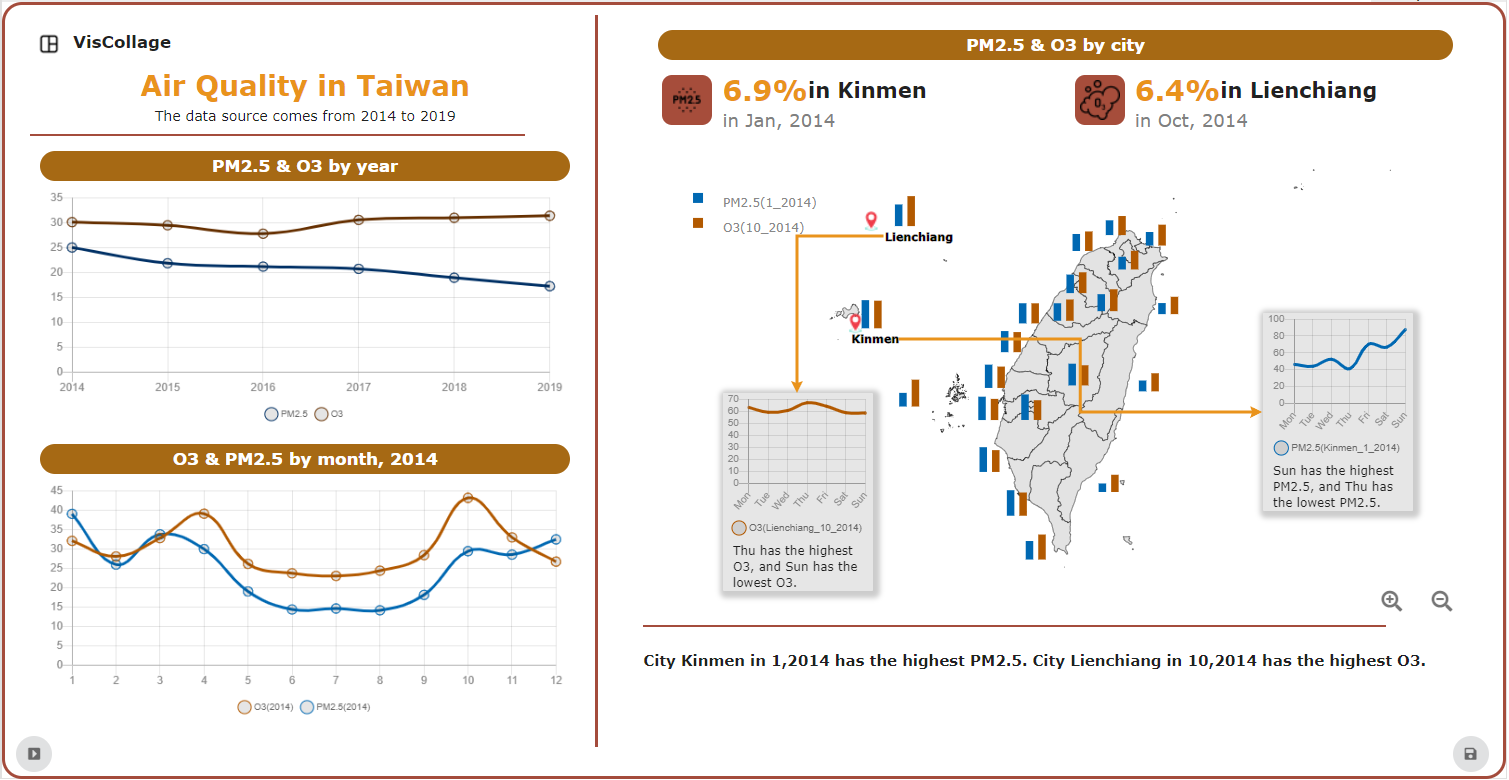 VisCollage
Air Quality in Taiwan
The data source comes from 2014 to 2019
PM2.5 & O3 by year
35
30
25
20
15
10
5
0
2014 2015 2016 2017 2018 2019
PM2.5 O3
O3 & PM2.5 by month, 2014
45
40
35
30
25
20
15
10
5
0
1 2 3 4 5 6 7 8 9 10 11 12
O3(2014) PM2.5(2014)
PM2.5 & O3 by city
PM2.5
6.9% in Kinmen
in Jan, 2014
O3
6.4% in Lienchiang
in Oct, 2014
PM2.5(1_2014)
O3(10_2014)
Lienchiang
Kinmen
70
60
50
40
30
20
10
0
Mon Tue Wed Thu Fri Sat Sun
O3(Lienchiang_10_2014)
Thu has the highest
O3, and Sun has the
lowest O3.
100
80
60
40
20
0
Mon Tue Wed Thu Fri Sat Sun
PM2.5(Kinmen_1_2014)
Sun has the highest
PM2.5, and Thu has
the lowest PM2.5.
City Kinmen in 1,2014 has the highest PM2.5. City Lienchiang in 10,2014 has the highest O3.